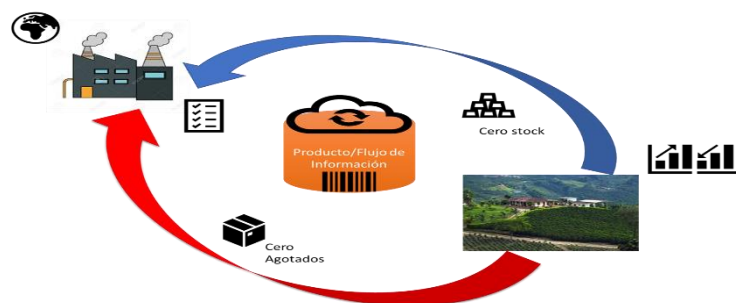 Cero stock
Producto/Flujo de
Información
Cero
Agotados